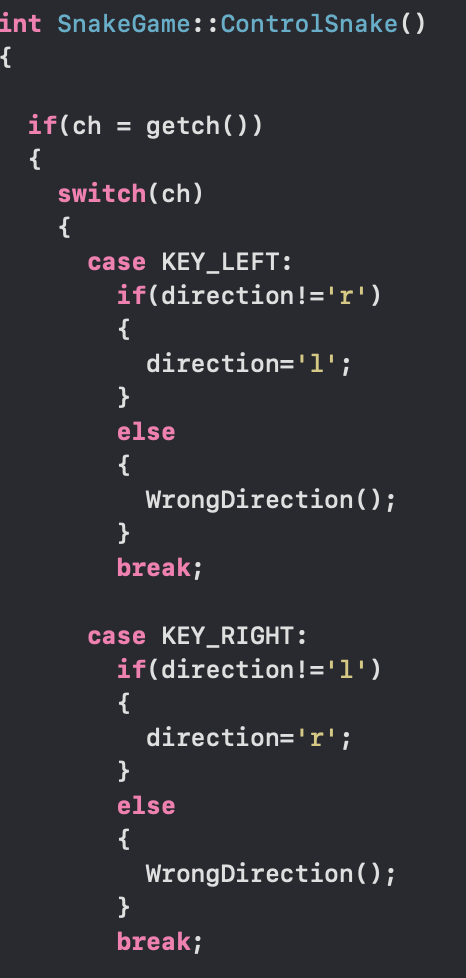 int SnakeGame::ControlSnake()
{
if(ch = getch())
{
switch(ch)
{
case KEY_LEFT:
if(direction!='r')
{
direction='l';
}
else
{
WrongDirection();
}
break;
case KEY_RIGHT:
if(direction!='l')
{
direction='r';
}
else
{
WrongDirection();
}
break;